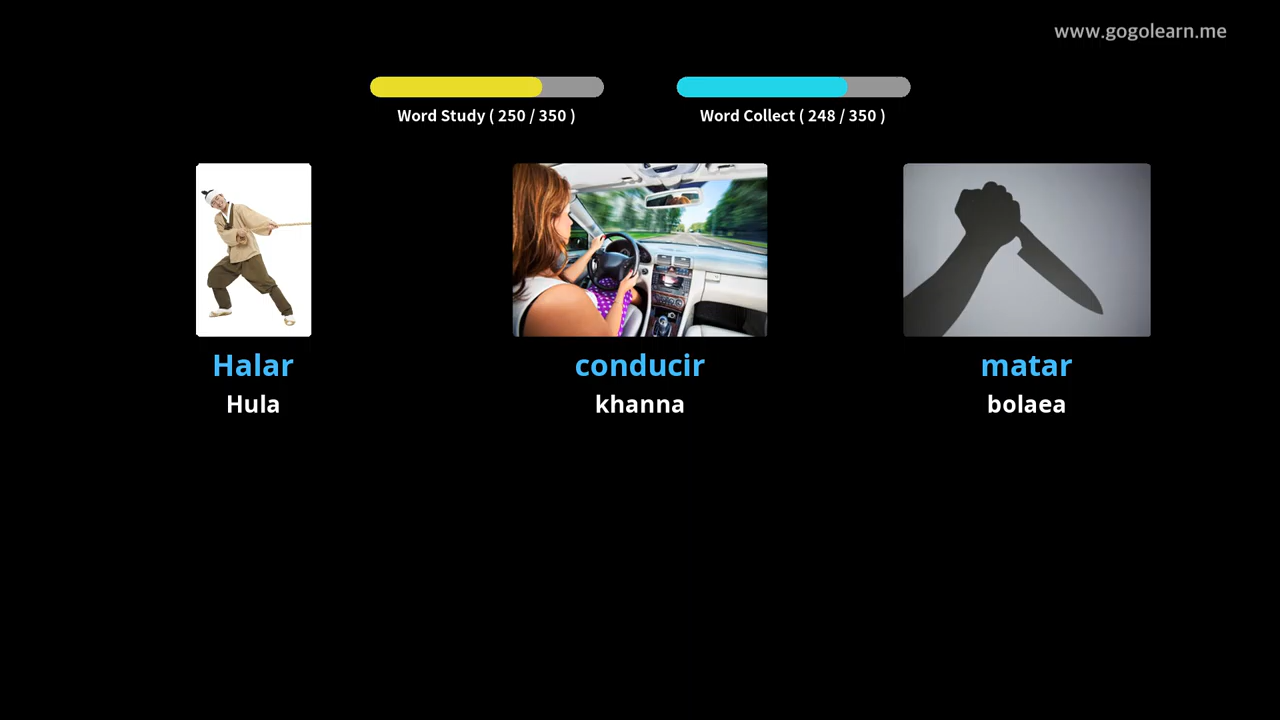 www.gogolearn.me
Word Study ( 250 / 350 )
Word Collect ( 248 / 350 )
Halar
conducir
matar
Hula
khanna
bolaea